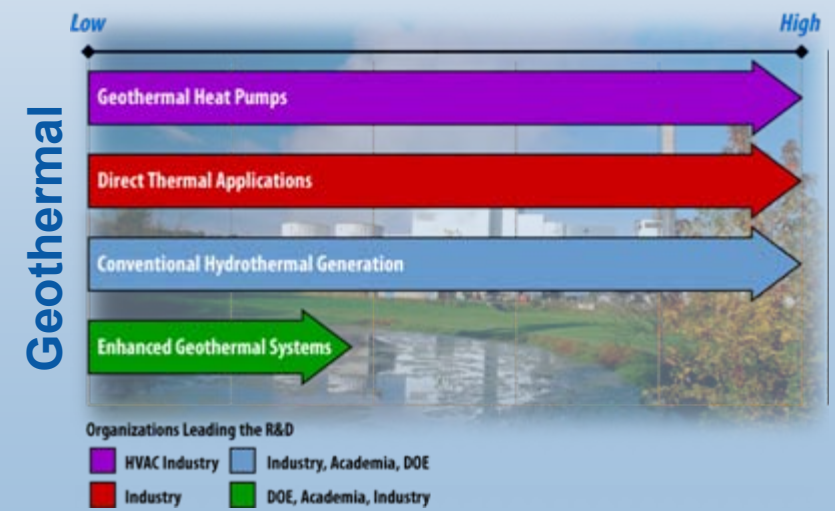 Low High
Geothermal
Geothermal Heat Pumps
Direct Thermal Applications
Conventional Hydrothermal Generation
Enhanced Geothermal Systems
Organizations Leading the R&D
HVAC Industry Industry, Academia, DOE
Industry DOE, Academia, Industry